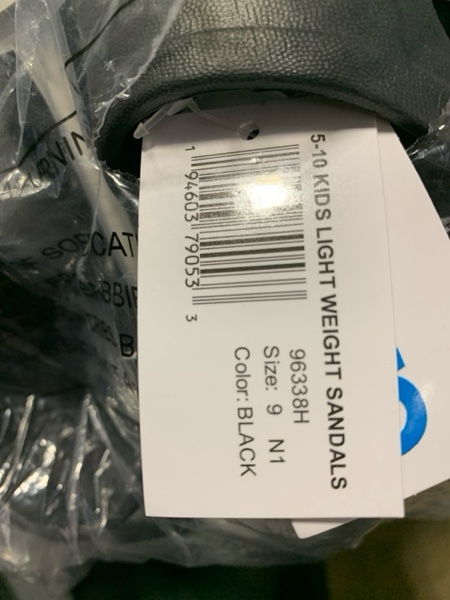 5-10 KIDS LIGHT WEIGHT SANDALS
1 94603 79053 3
96338H
Size: 9 N1
Color: BLACK